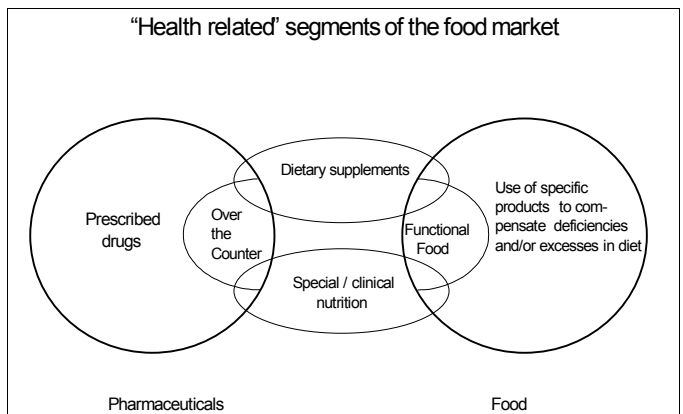 “Health related” segments of the food market
Dietary supplements
Prescribed
drugs
Over
the
Counter
Functional
Food
Use of specific
products to com-
pensate deficiencies
and/or excesses in diet
Special / clinical
nutrition
Pharmaceuticals
Food